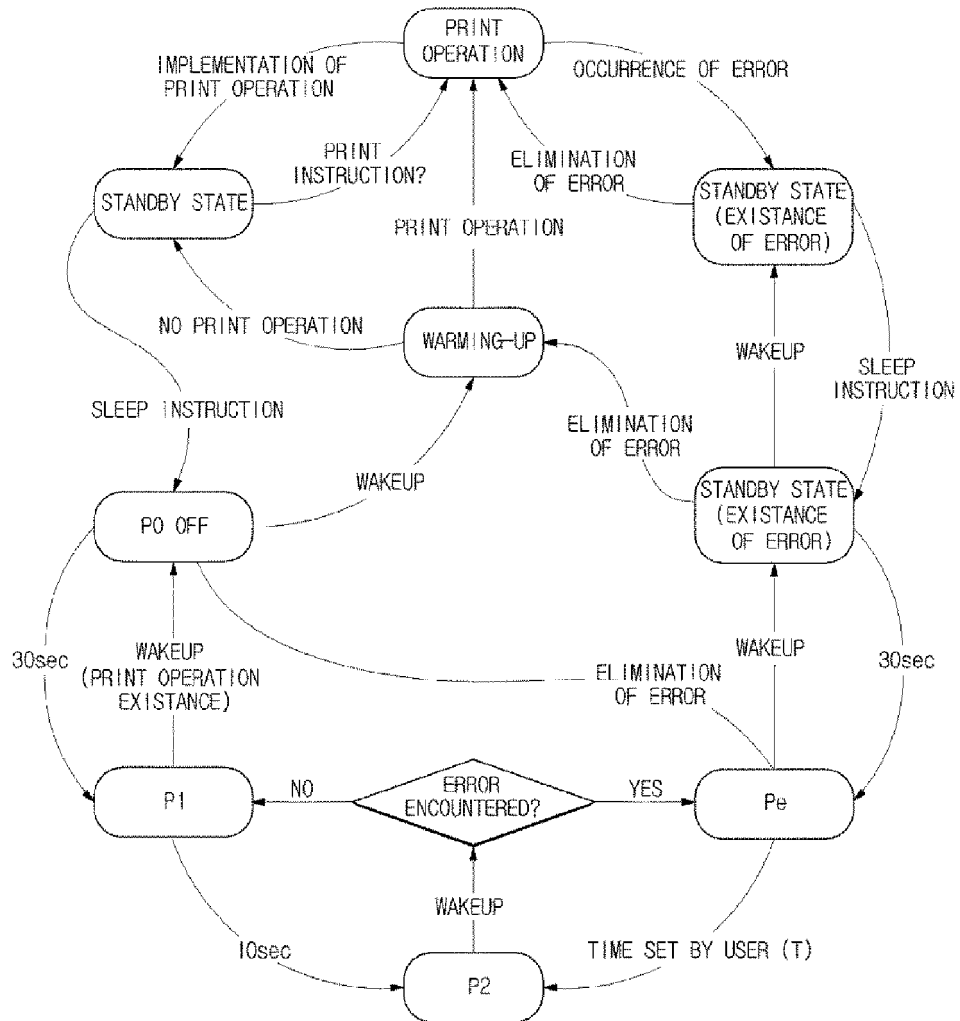 PRINT
OPERATION
IMPLEMENTATION OF
PRINT OPERATION
OCCURRENCE OF ERROR
PRINT
INSTRUCTION?
ELIMINATION
OF ERROR
STANDBY STATE
STANDBY STATE
(EXISTANCE
OF ERROR)
PRINT OPERATION
NO PRINT OPERATION
WARMING-UP
WAKEUP
SLEEP
INSTRUCTION
SLEEP INSTRUCTION
ELIMINATION
OF ERROR
WAKEUP
STANDBY STATE
(EXISTANCE
OF ERROR)
PO OFF
30sec
WAKEUP
(PRINT OPERATION
EXISTANCE)
ELIMINATION
OF ERROR
WAKEUP
30sec
P1
NO
ERROR
ENCOUNTERED?
YES
Pe
WAKEUP
10sec
TIME SET BY USER (T)
P2